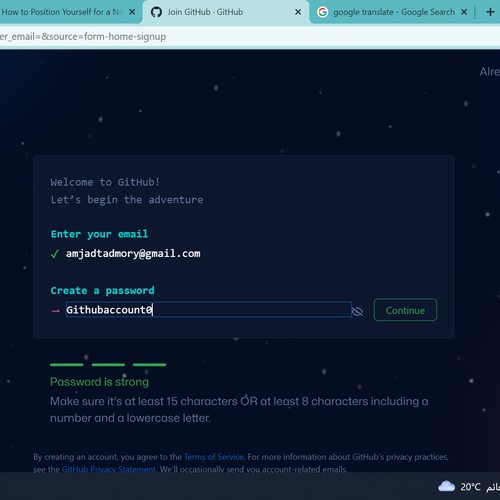 How to Position Yourself for a Ne
Join GitHub · GitHub
google translate - Google Search
er_email=&source=form-home-signup
Alre
Welcome to GitHub!
Let's begin the adventure
Enter your email
✓ amjadtadmory@gmail.com
Create a password
→ Githubaccount0
Continue
Password is strong
Make sure it's at least 15 characters OR at least 8 characters including a
number and a lowercase letter.
By creating an account, you agree to the Terms of Service. For more information about GitHub's privacy practices,
see the GitHub Privacy Statement. We'll occasionally send you account-related emails.
20°C غائم